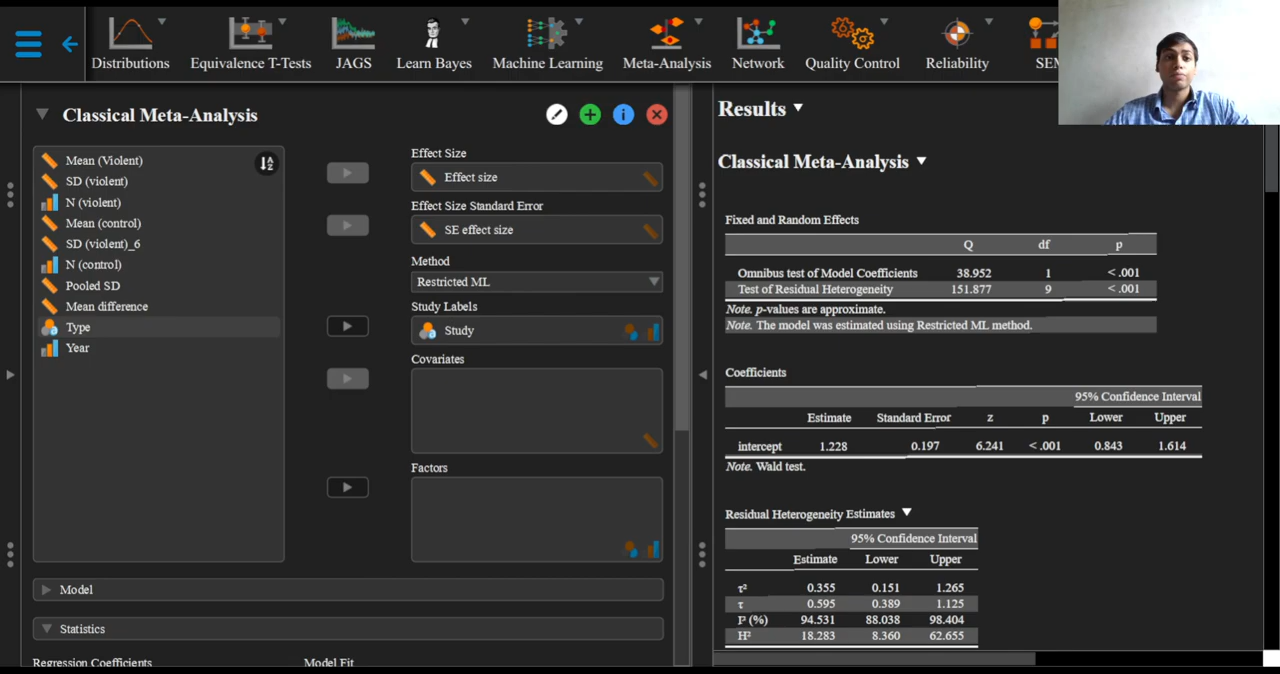 Distributions Equivalence T-Tests JAGS Learn Bayes Machine Learning Meta-Analysis Network Quality Control Reliability
Classical Meta-Analysis
Mean (Violent)
SD (violent)
N (violent)
Mean (control)
SD (violent)_6
N (control)
Pooled SD
Mean difference
Type
Year
Effect Size
Effect size
Effect Size Standard Error
SE effect size
Method
Restricted ML
Study Labels
Study
Covariates
Factors
Model
Statistics
Regression Coefficients Model Fit
Results
Classical Meta-Analysis
Fixed and Random Effects
Q df p
Omnibus test of Model Coefficients 38.952 1 < .001
Test of Residual Heterogeneity 151.877 9 < .001
Note. p-values are approximate.
Note. The model was estimated using Restricted ML method.
Coefficients
95% Confidence Interval
Estimate Standard Error z p Lower Upper
intercept 1.228 0.197 6.241 < .001 0.843 1.614
Note. Wald test.
Residual Heterogeneity Estimates
95% Confidence Interval
Estimate Lower Upper
τ² 0.355 0.151 1.265
τ 0.595 0.389 1.125
I² (%) 94.531 88.038 98.404
H² 18.283 8.360 62.655